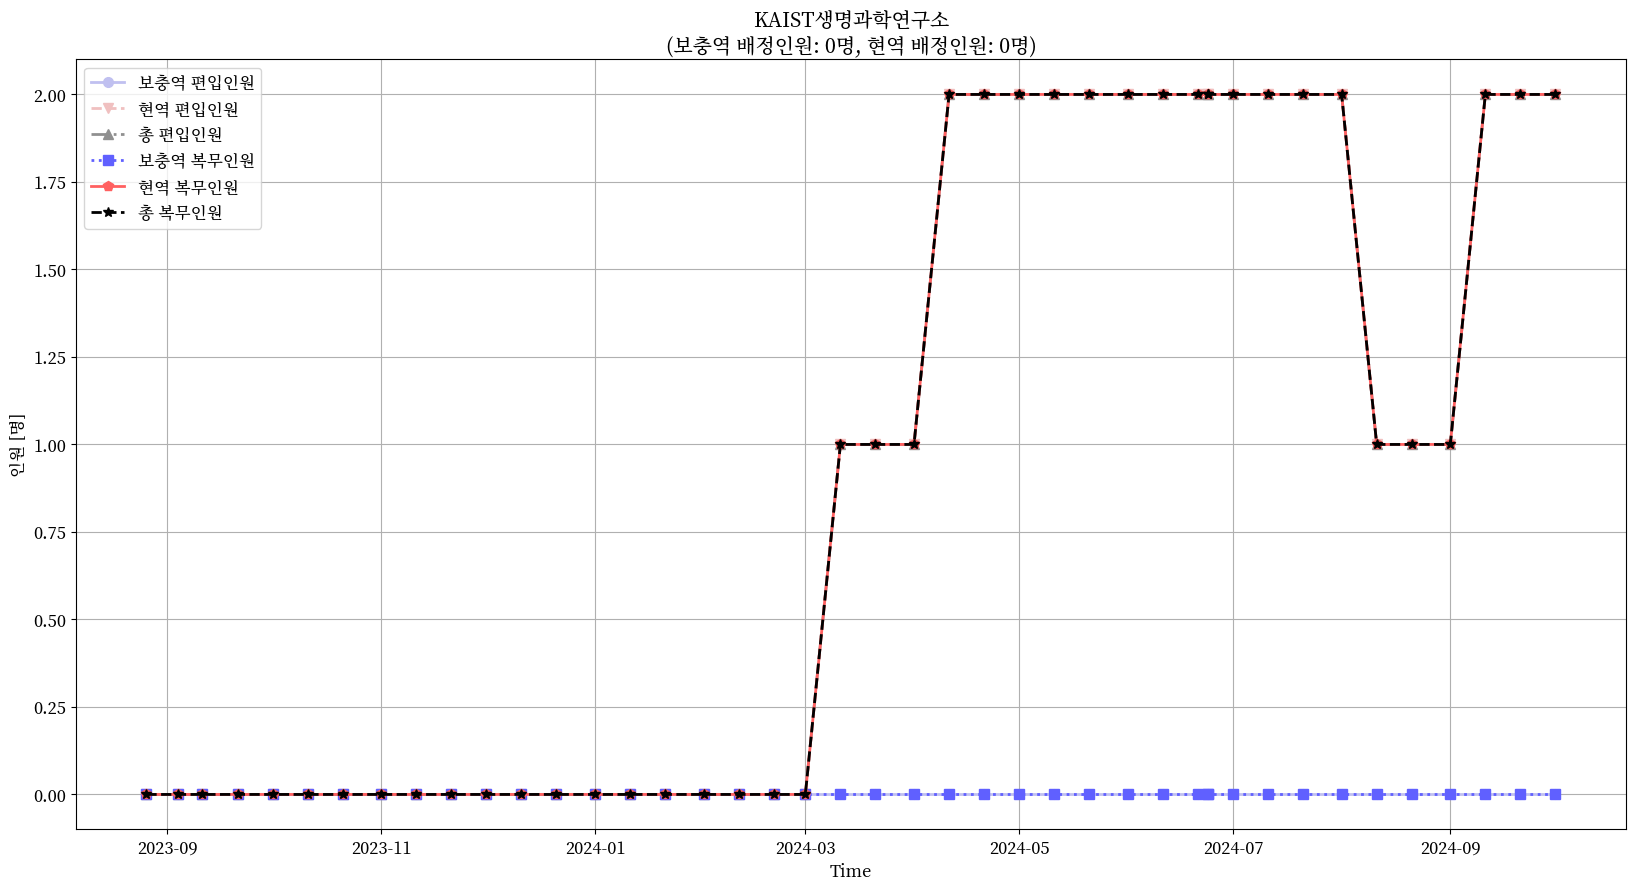 KAIST생명과학연구소
(보충역 배정인원: 0명, 현역 배정인원: 0명)
보충역 편입인원
현역 편입인원
총 편입인원
보충역 복무인원
현역 복무인원
총 복무인원
2.00
1.75
1.50
1.25
1.00
0.75
0.50
0.25
0.00
인원 [명]
2023-09
2023-11
2024-01
2024-03
2024-05
2024-07
2024-09
Time